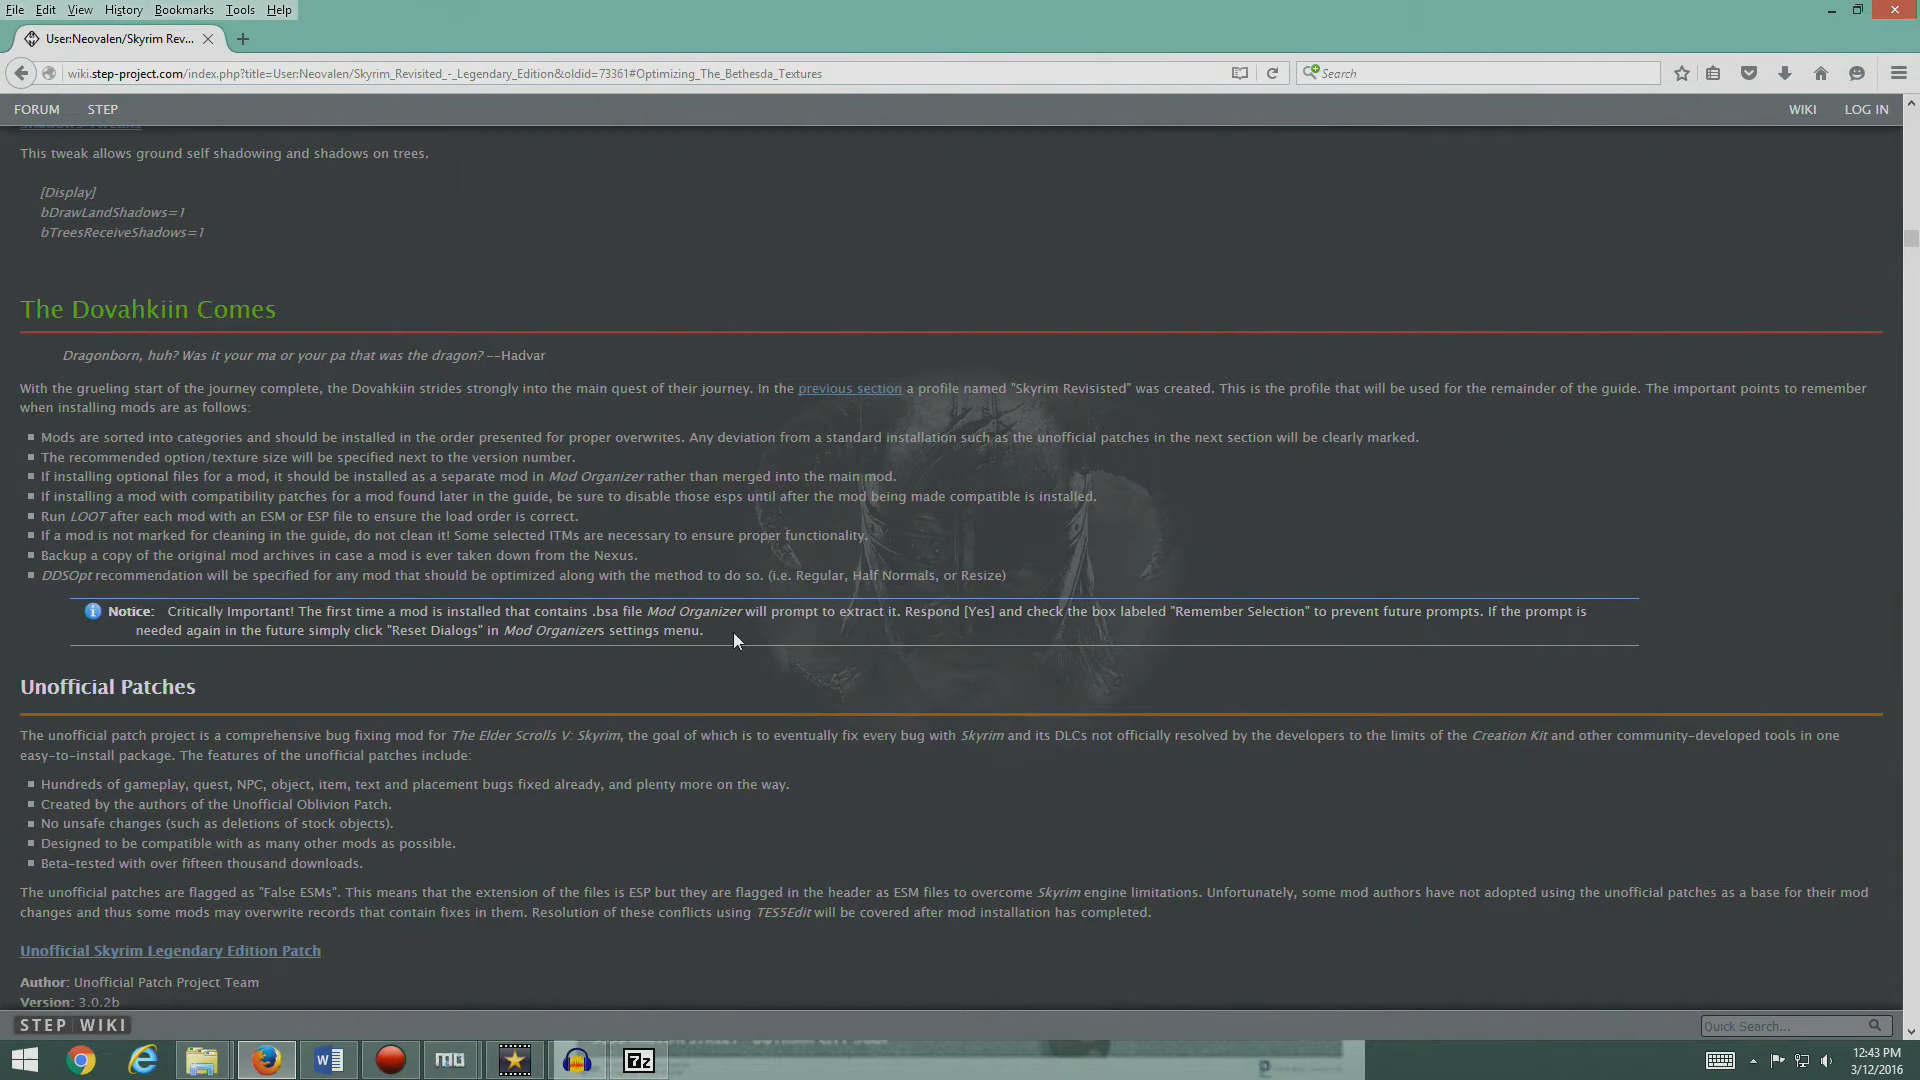 File Edit View History Bookmarks Tools Help
User:Neovalen/Skyrim Rev...
wiki.step-project.com/index.php?title=User:Neovalen/Skyrim_Revisited_-_Legendary_Edition&oldid=73361#Optimizing_The_Bethesda_Textures
Search
FORUM STEP WIKI LOG IN
This tweak allows ground self shadowing and shadows on trees.
[Display]
bDrawLandShadows=1
bTreesReceiveShadows=1
The Dovahkiin Comes
Dragonborn, huh? Was it your ma or your pa that was the dragon? --Hadvar
With the grueling start of the journey complete, the Dovahkiin strides strongly into the main quest of their journey. In the previous section a profile named "Skyrim Revisisted" was created. This is the profile that will be used for the remainder of the guide. The important points to remember
when installing mods are as follows:
Mods are sorted into categories and should be installed in the order presented for proper overwrites. Any deviation from a standard installation such as the unofficial patches in the next section will be clearly marked.
The recommended option/texture size will be specified next to the version number.
If installing optional files for a mod, it should be installed as a separate mod in Mod Organizer rather than merged into the main mod.
If installing a mod with compatibility patches for a mod found later in the guide, be sure to disable those esps until after the mod being made compatible is installed.
Run LOOT after each mod with an ESM or ESP file to ensure the load order is correct.
If a mod is not marked for cleaning in the guide, do not clean it! Some selected ITMs are necessary to ensure proper functionality.
Backup a copy of the original mod archives in case a mod is ever taken down from the Nexus.
DDSOpt recommendation will be specified for any mod that should be optimized along with the method to do so. (i.e. Regular, Half Normals, or Resize)
Notice: Critically Important! The first time a mod is installed that contains .bsa file Mod Organizer will prompt to extract it. Respond [Yes] and check the box labeled "Remember Selection" to prevent future prompts. If the prompt is
needed again in the future simply click "Reset Dialogs" in Mod Organizers settings menu.
Unofficial Patches
The unofficial patch project is a comprehensive bug fixing mod for The Elder Scrolls V: Skyrim, the goal of which is to eventually fix every bug with Skyrim and its DLCs not officially resolved by the developers to the limits of the Creation Kit and other community-developed tools in one
easy-to-install package. The features of the unofficial patches include:
Hundreds of gameplay, quest, NPC, object, item, text and placement bugs fixed already, and plenty more on the way.
Created by the authors of the Unofficial Oblivion Patch.
No unsafe changes (such as deletions of stock objects).
Designed to be compatible with as many other mods as possible.
Beta-tested with over fifteen thousand downloads.
The unofficial patches are flagged as "False ESMs". This means that the extension of the files is ESP but they are flagged in the header as ESM files to overcome Skyrim engine limitations. Unfortunately, some mod authors have not adopted using the unofficial patches as a base for their mod
changes and thus some mods may overwrite records that contain fixes in them. Resolution of these conflicts using TES5Edit will be covered after mod installation has completed.
Unofficial Skyrim Legendary Edition Patch
Author: Unofficial Patch Project Team
Version: 3.0.2b
STEP WIKI
Quick Search...
7z
12:43 PM
3/12/2016